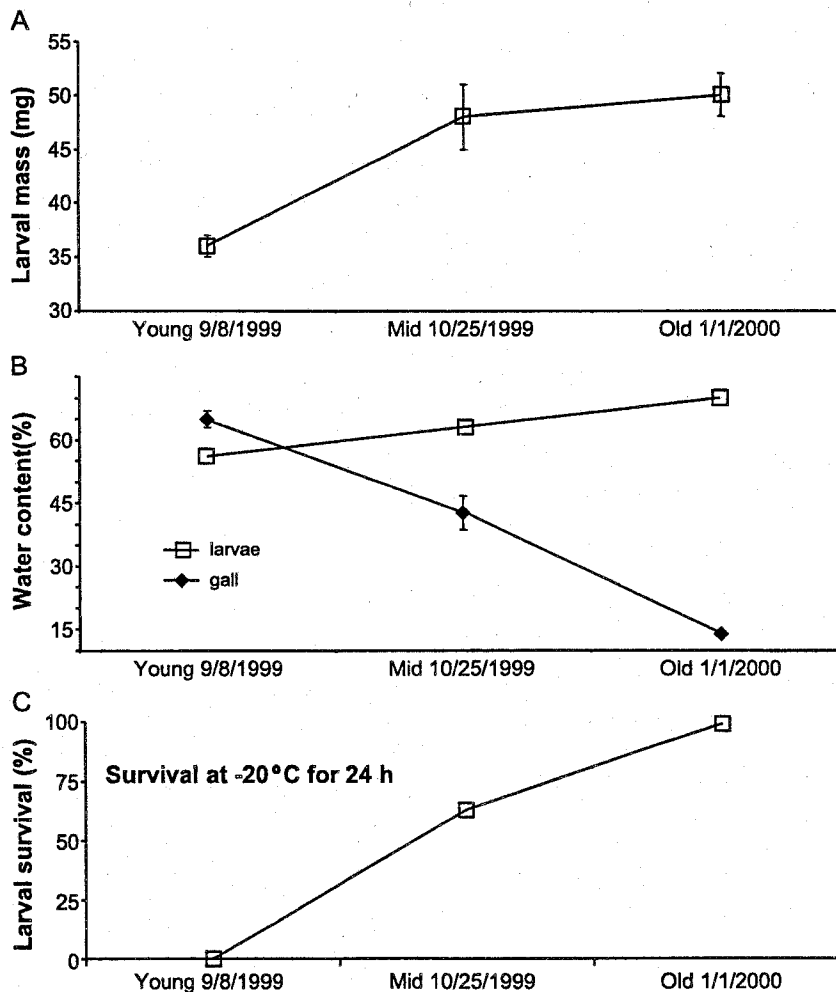 A
55
50
45
40
35
30
Larval mass (mg)
Young 9/8/1999 Mid 10/25/1999 Old 1/1/2000
B
60
45
30
15
Water content(%)
larvae
gall
Young 9/8/1999 Mid 10/25/1999 Old 1/1/2000
C
100
75
50
25
0
Larval survival (%)
Survival at -20°C for 24 h
Young 9/8/1999 Mid 10/25/1999 Old 1/1/2000